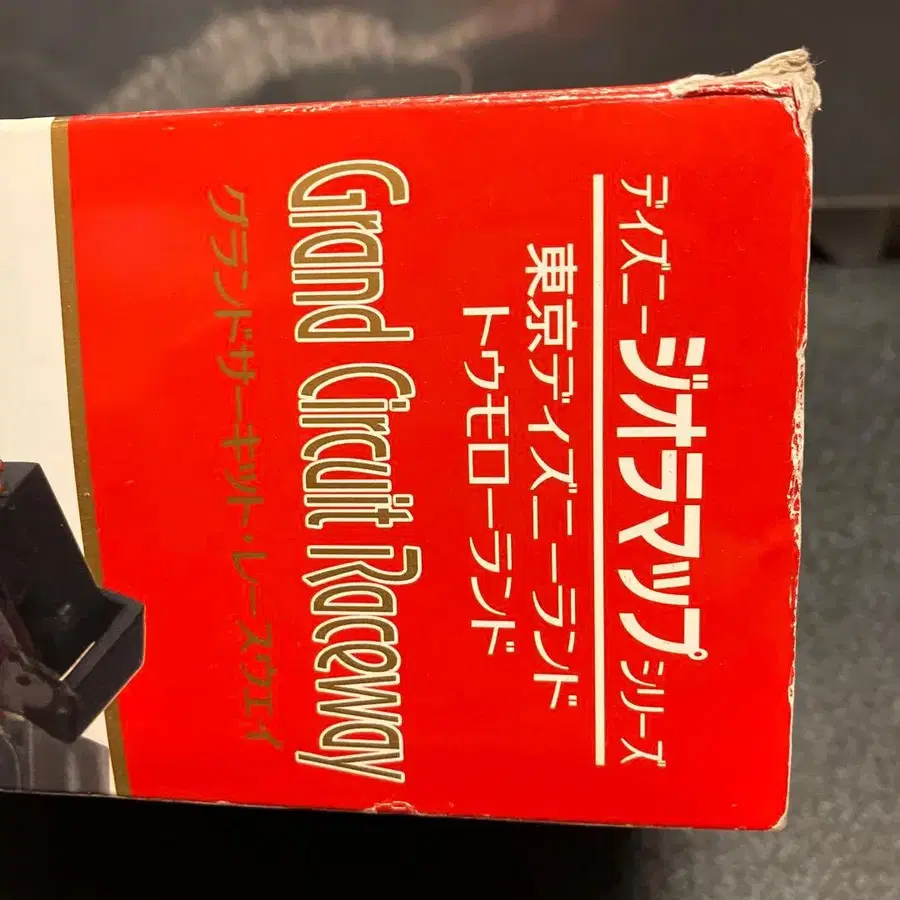 ディズニージオラマップシリーズ
東京ディズニーランド
トゥモローランド
Grand Circuit Raceway
グランドサーキット・レースウェイ